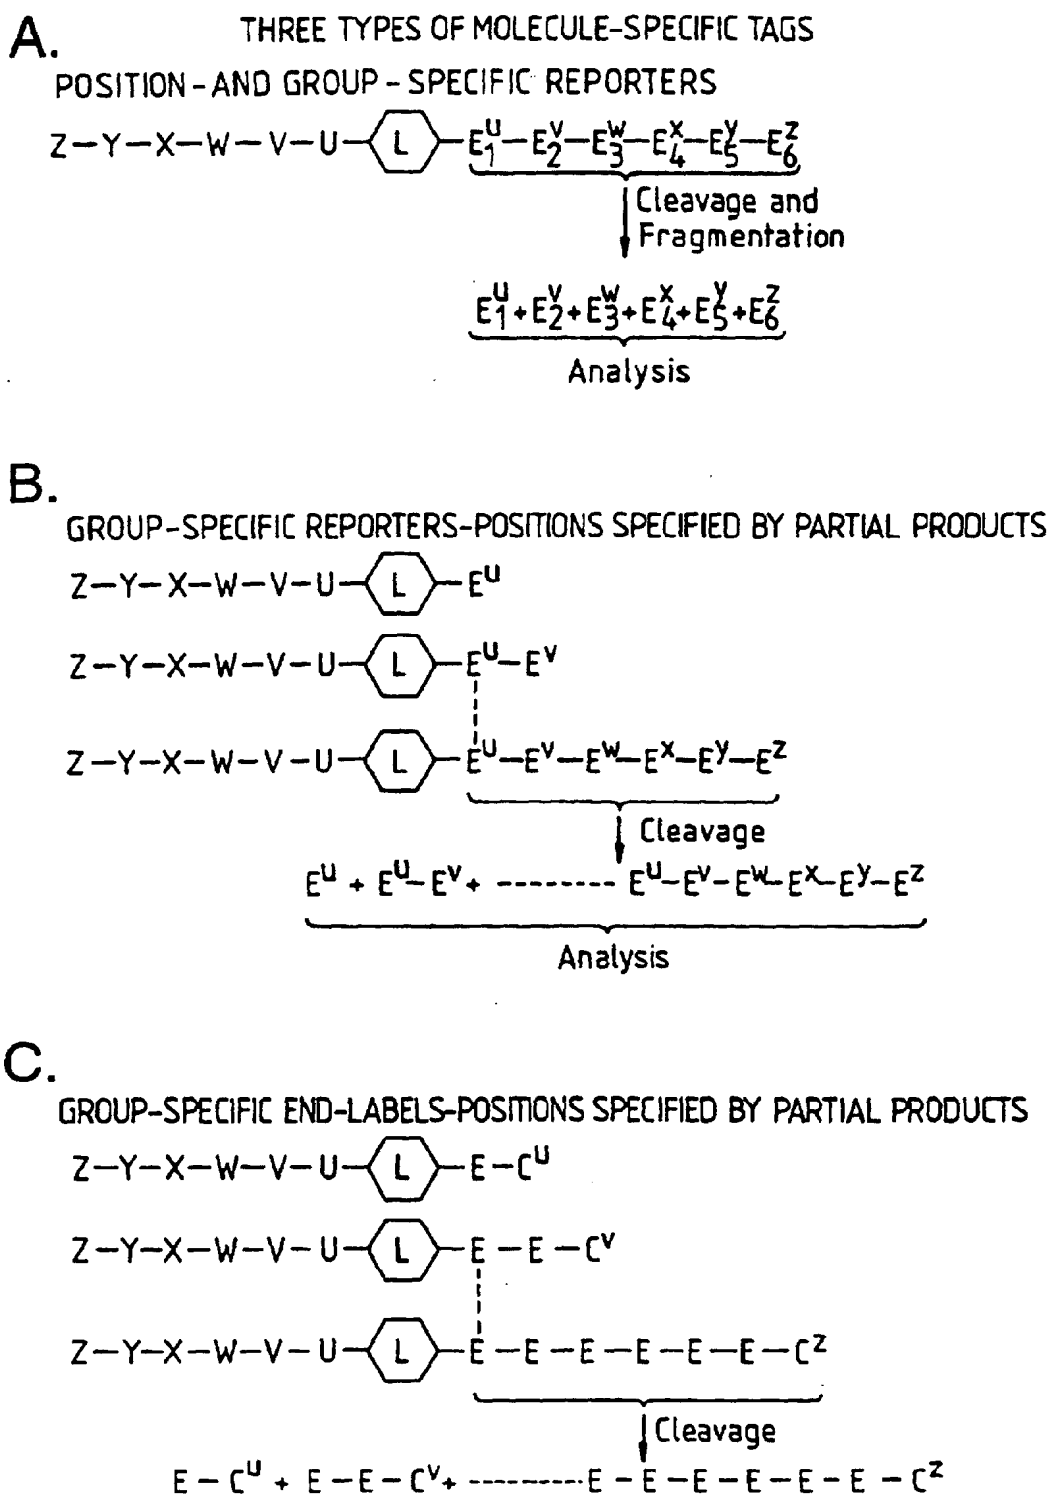 A.
THREE TYPES OF MOLECULE-SPECIFIC TAGS
POSITION-AND GROUP-SPECIFIC REPORTERS
Z-Y-X-W-V-U-L-E₁ᵁ-E₂ⱽ-E₃ᵂ-E₄ˣ-E₅ʸ-E₆ᶻ
Cleavage and
Fragmentation
E₁ᵁ+E₂ⱽ+E₃ᵂ+E₄ˣ+E₅ʸ+E₆ᶻ
Analysis
B.
GROUP-SPECIFIC REPORTERS-POSITIONS SPECIFIED BY PARTIAL PRODUCTS
Z-Y-X-W-V-U-L-Eᵁ
Z-Y-X-W-V-U-L-Eᵁ-Eⱽ
Z-Y-X-W-V-U-L-Eᵁ-Eⱽ-Eᵂ-Eˣ-Eʸ-Eᶻ
Cleavage
Eᵁ + Eᵁ-Eⱽ + -------- Eᵁ-Eⱽ-Eᵂ-Eˣ-Eʸ-Eᶻ
Analysis
C.
GROUP-SPECIFIC END-LABELS-POSITIONS SPECIFIED BY PARTIAL PRODUCTS
Z-Y-X-W-V-U-L-E-Cᵁ
Z-Y-X-W-V-U-L-E-E-Cⱽ
Z-Y-X-W-V-U-L-E-E-E-E-E-E-Cᶻ
Cleavage
E-Cᵁ + E-E-Cⱽ + ---------- E-E-E-E-E-E-Cᶻ